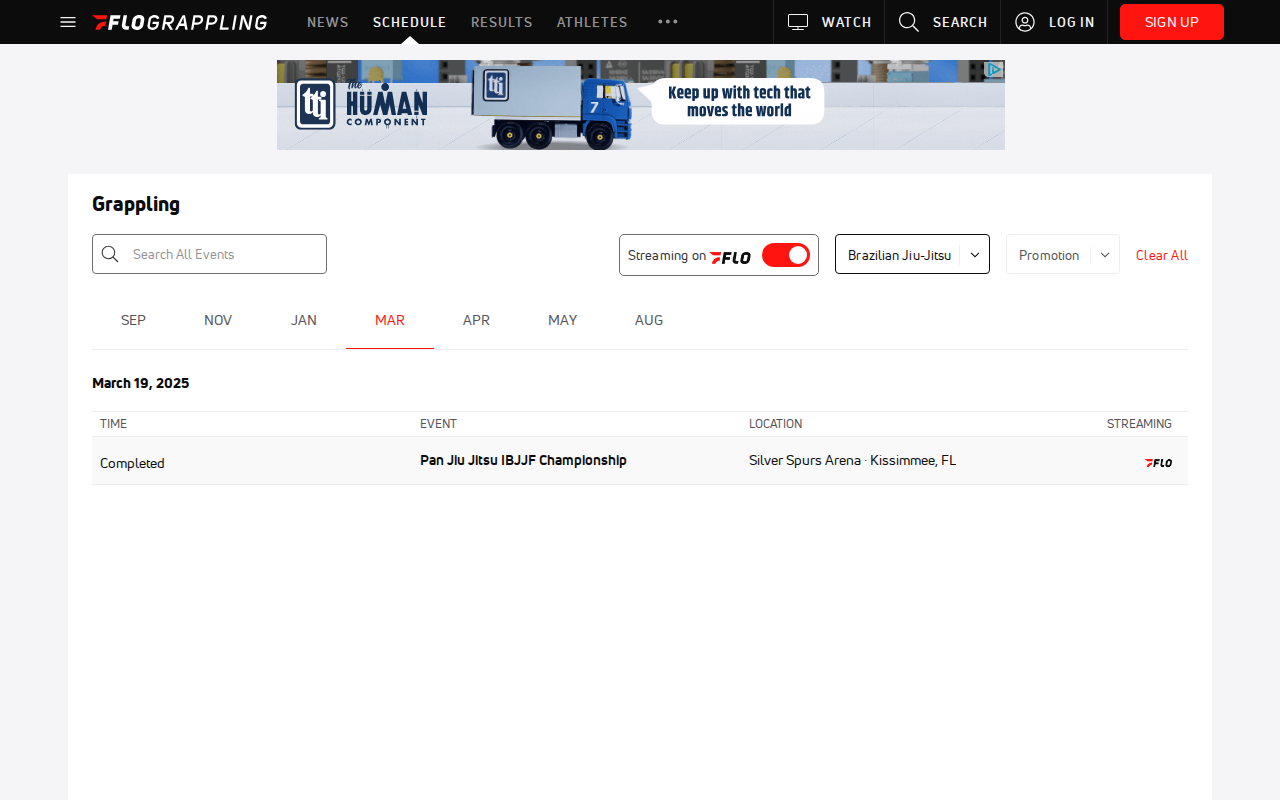 FLOGRAPPLING NEWS SCHEDULE RESULTS ATHLETES WATCH SEARCH LOG IN SIGN UP
tti the HUMAN COMPONENT
tti
7
Keep up with tech that
moves the world
Grappling
Search All Events
Streaming on FLO
Brazilian Jiu-Jitsu
Promotion
Clear All
SEP NOV JAN MAR APR MAY AUG
March 19, 2025
TIME EVENT LOCATION STREAMING
Completed Pan Jiu Jitsu IBJJF Championship Silver Spurs Arena · Kissimmee, FL FLO